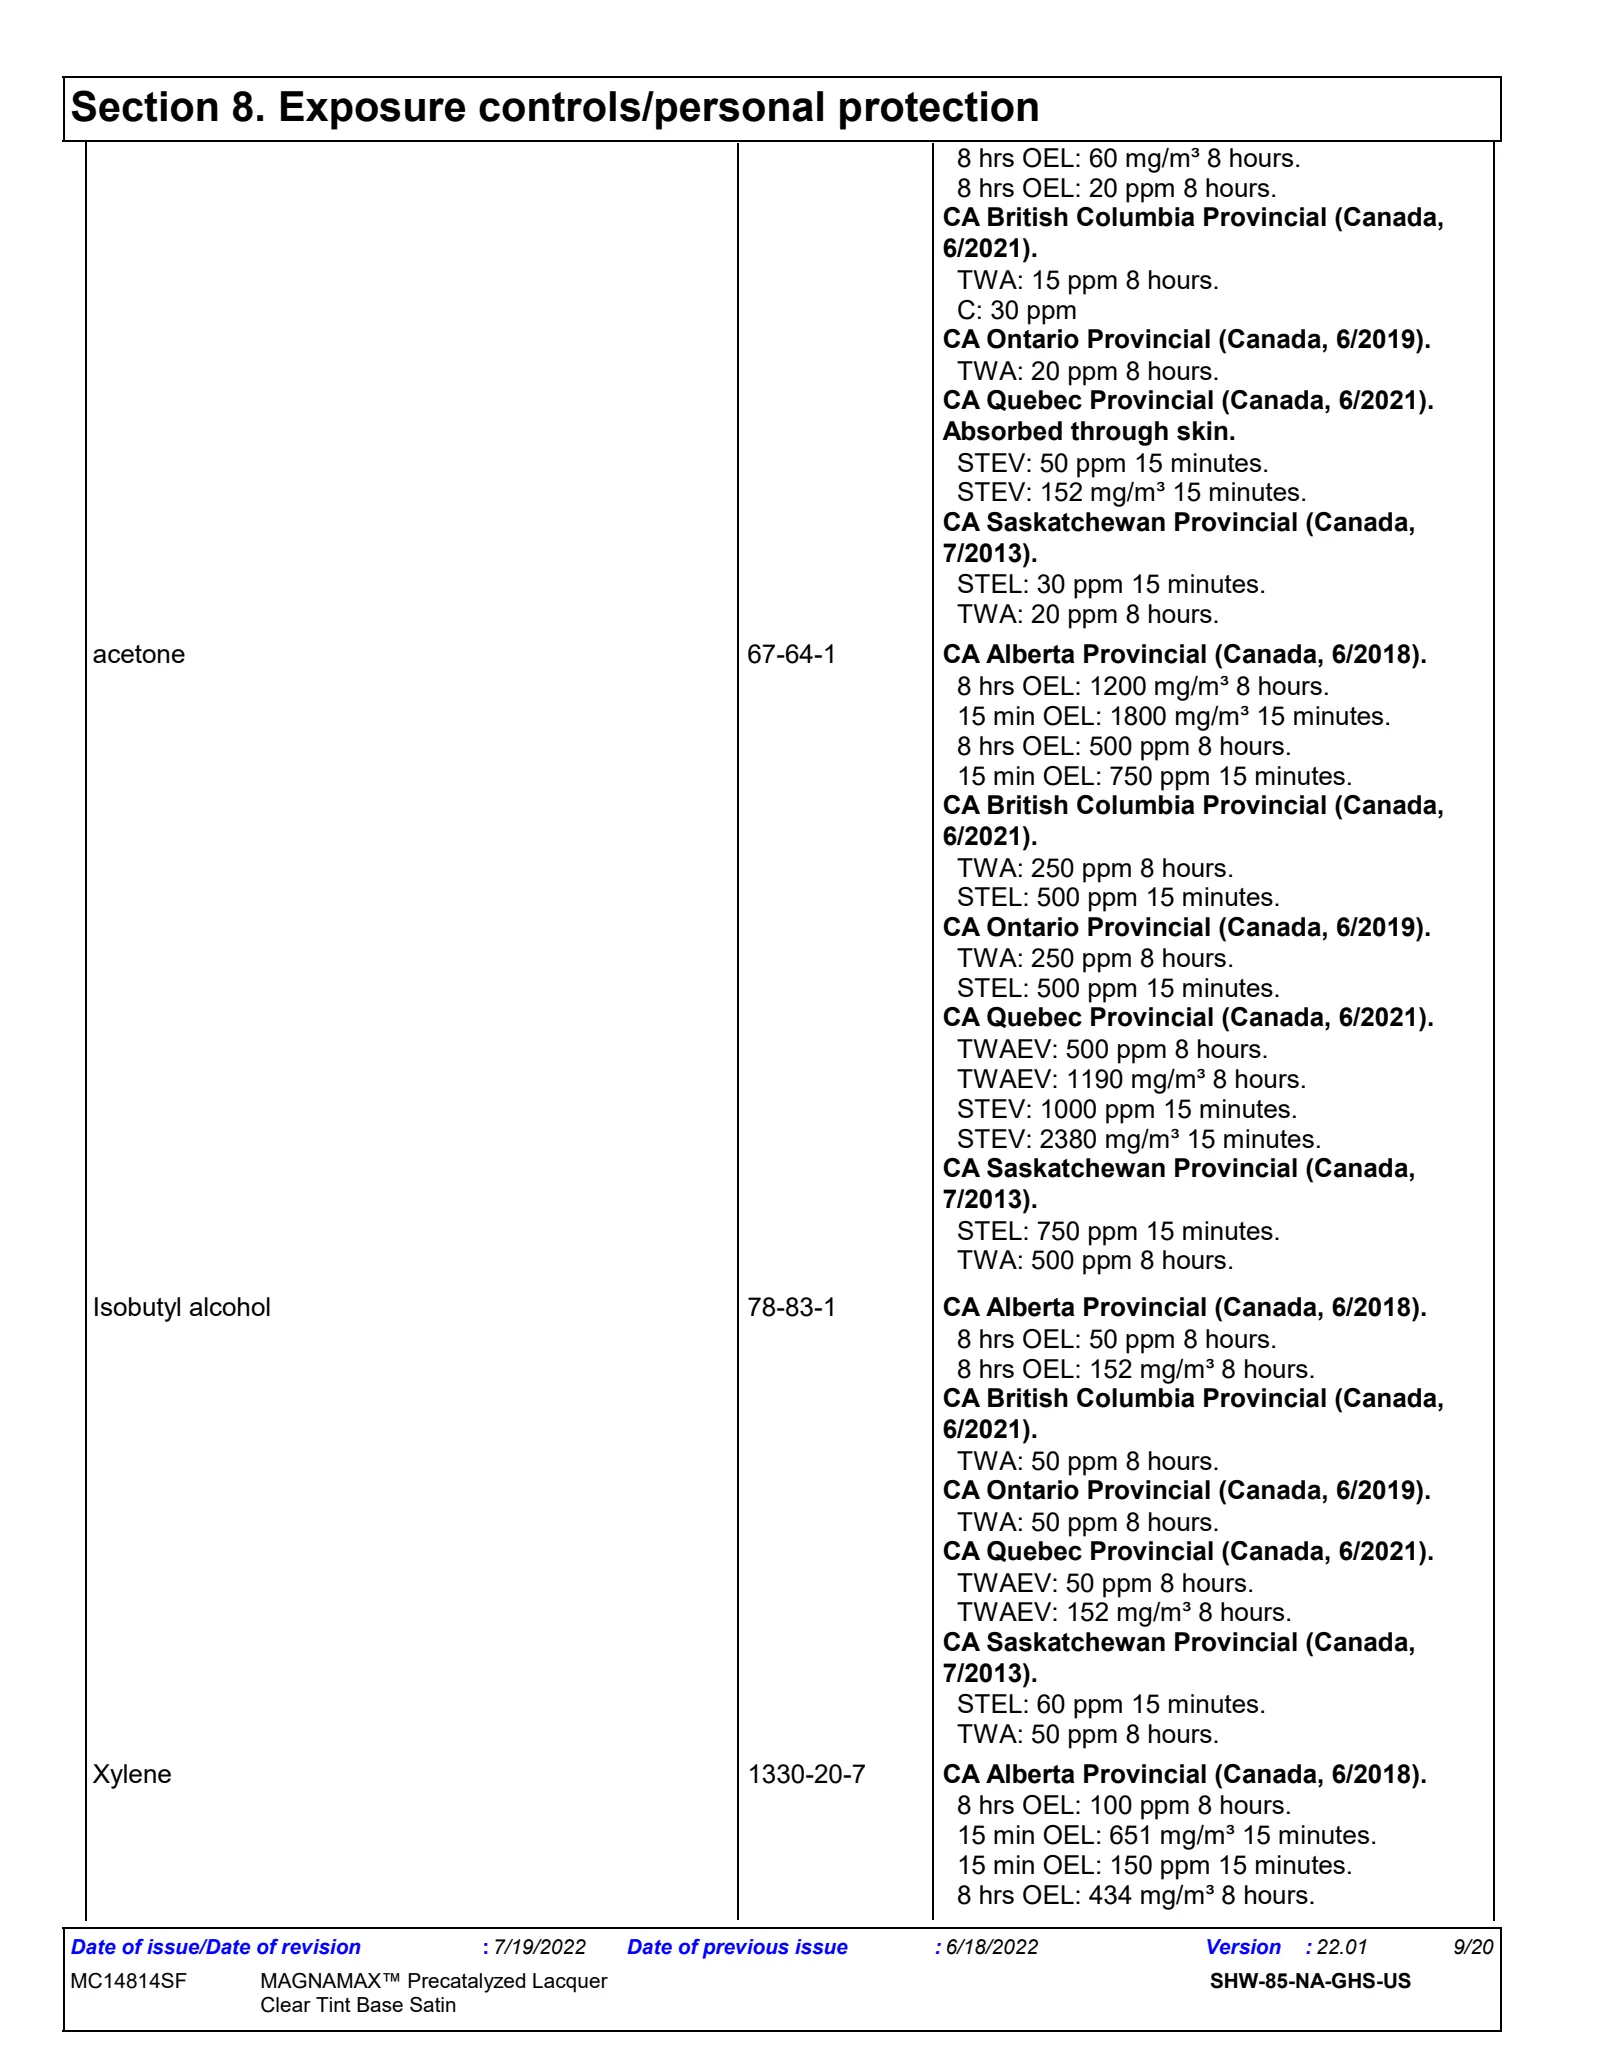 Section 8. Exposure controls/personal protection
8 hrs OEL: 60 mg/m³ 8 hours.
8 hrs OEL: 20 ppm 8 hours.
CA British Columbia Provincial (Canada,
6/2021).
TWA: 15 ppm 8 hours.
C: 30 ppm
CA Ontario Provincial (Canada, 6/2019).
TWA: 20 ppm 8 hours.
CA Quebec Provincial (Canada, 6/2021).
Absorbed through skin.
STEV: 50 ppm 15 minutes.
STEV: 152 mg/m³ 15 minutes.
CA Saskatchewan Provincial (Canada,
7/2013).
STEL: 30 ppm 15 minutes.
TWA: 20 ppm 8 hours.
acetone 67-64-1 CA Alberta Provincial (Canada, 6/2018).
8 hrs OEL: 1200 mg/m³ 8 hours.
15 min OEL: 1800 mg/m³ 15 minutes.
8 hrs OEL: 500 ppm 8 hours.
15 min OEL: 750 ppm 15 minutes.
CA British Columbia Provincial (Canada,
6/2021).
TWA: 250 ppm 8 hours.
STEL: 500 ppm 15 minutes.
CA Ontario Provincial (Canada, 6/2019).
TWA: 250 ppm 8 hours.
STEL: 500 ppm 15 minutes.
CA Quebec Provincial (Canada, 6/2021).
TWAEV: 500 ppm 8 hours.
TWAEV: 1190 mg/m³ 8 hours.
STEV: 1000 ppm 15 minutes.
STEV: 2380 mg/m³ 15 minutes.
CA Saskatchewan Provincial (Canada,
7/2013).
STEL: 750 ppm 15 minutes.
TWA: 500 ppm 8 hours.
Isobutyl alcohol 78-83-1 CA Alberta Provincial (Canada, 6/2018).
8 hrs OEL: 50 ppm 8 hours.
8 hrs OEL: 152 mg/m³ 8 hours.
CA British Columbia Provincial (Canada,
6/2021).
TWA: 50 ppm 8 hours.
CA Ontario Provincial (Canada, 6/2019).
TWA: 50 ppm 8 hours.
CA Quebec Provincial (Canada, 6/2021).
TWAEV: 50 ppm 8 hours.
TWAEV: 152 mg/m³ 8 hours.
CA Saskatchewan Provincial (Canada,
7/2013).
STEL: 60 ppm 15 minutes.
TWA: 50 ppm 8 hours.
Xylene 1330-20-7 CA Alberta Provincial (Canada, 6/2018).
8 hrs OEL: 100 ppm 8 hours.
15 min OEL: 651 mg/m³ 15 minutes.
15 min OEL: 150 ppm 15 minutes.
8 hrs OEL: 434 mg/m³ 8 hours.
Date of issue/Date of revision : 7/19/2022 Date of previous issue : 6/18/2022 Version : 22.01 9/20
MC14814SF MAGNAMAX™ Precatalyzed Lacquer SHW-85-NA-GHS-US
Clear Tint Base Satin